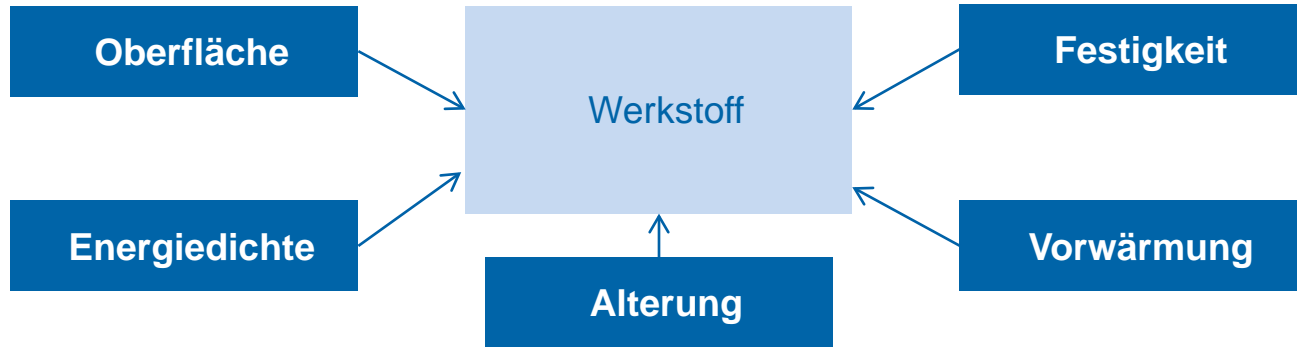 Oberfläche
Werkstoff
Festigkeit
Energiedichte
Vorwärmung
Alterung